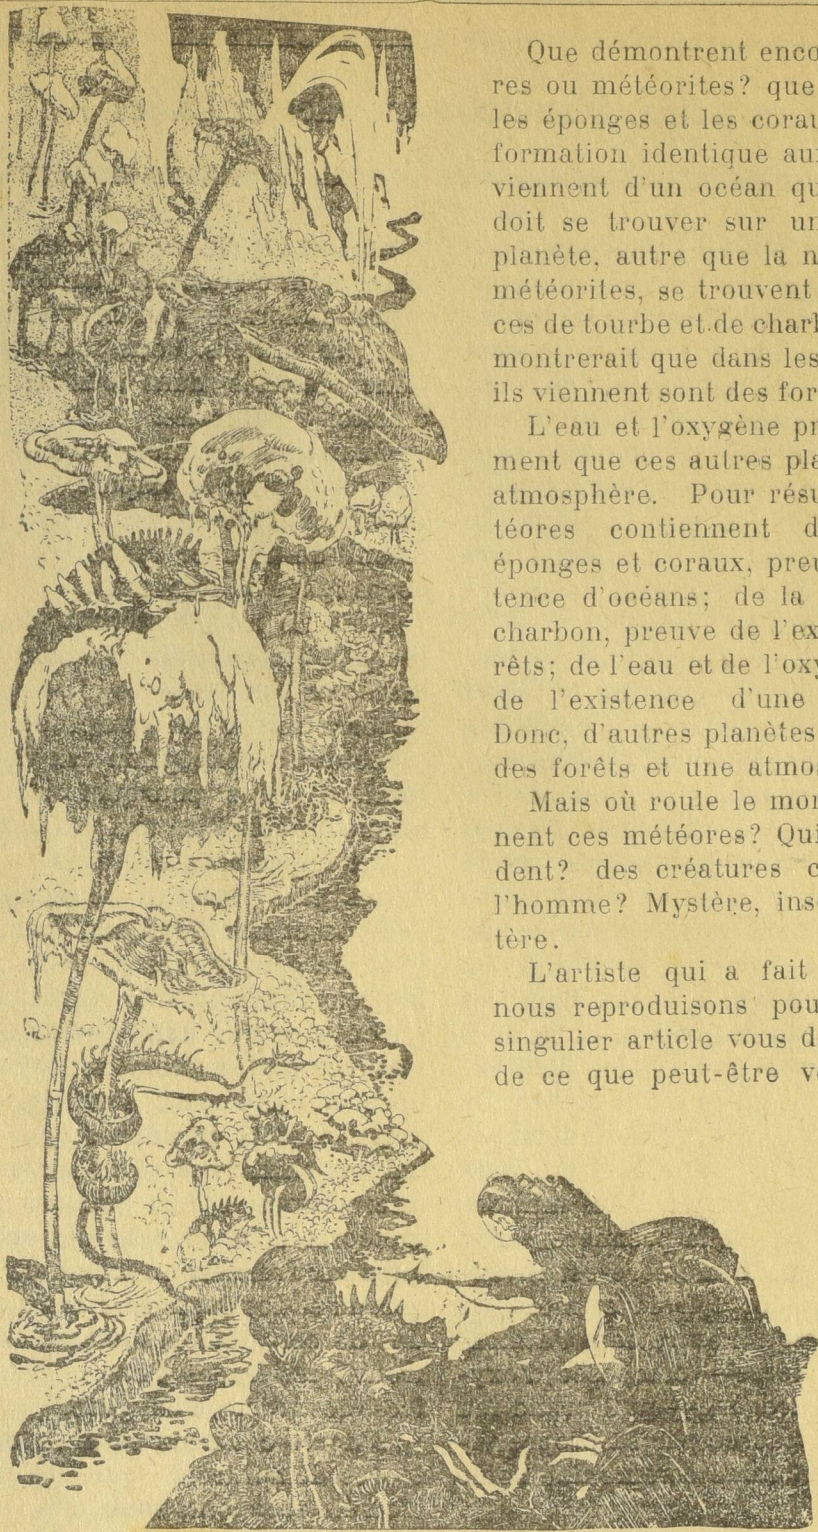 Que démontrent enco
res ou météorites? que
les éponges et les corau
formation identique au
viennent d'un océan qu
doit se trouver sur un
planète, autre que la n
météorites, se trouvent
ces de tourbe et de charl
montrerait que dans les
ils viennent sont des for
L'eau et l'oxygène pr
ment que ces autres pla
atmosphère. Pour résu
téores contiennent d
éponges et coraux, preu
tence d'océans; de la
charbon, preuve de l'ex
rêts; de l'eau et de l'oxy
de l'existence d'une
Donc, d'autres planètes
des forêts et une atmo
Mais où roule le mon
nent ces météores? Qui
dent? des créatures c
l'homme? Mystère, ins
tère.
L'artiste qui a fait
nous reproduisons pou
singulier article vous d
de ce que peut-être v